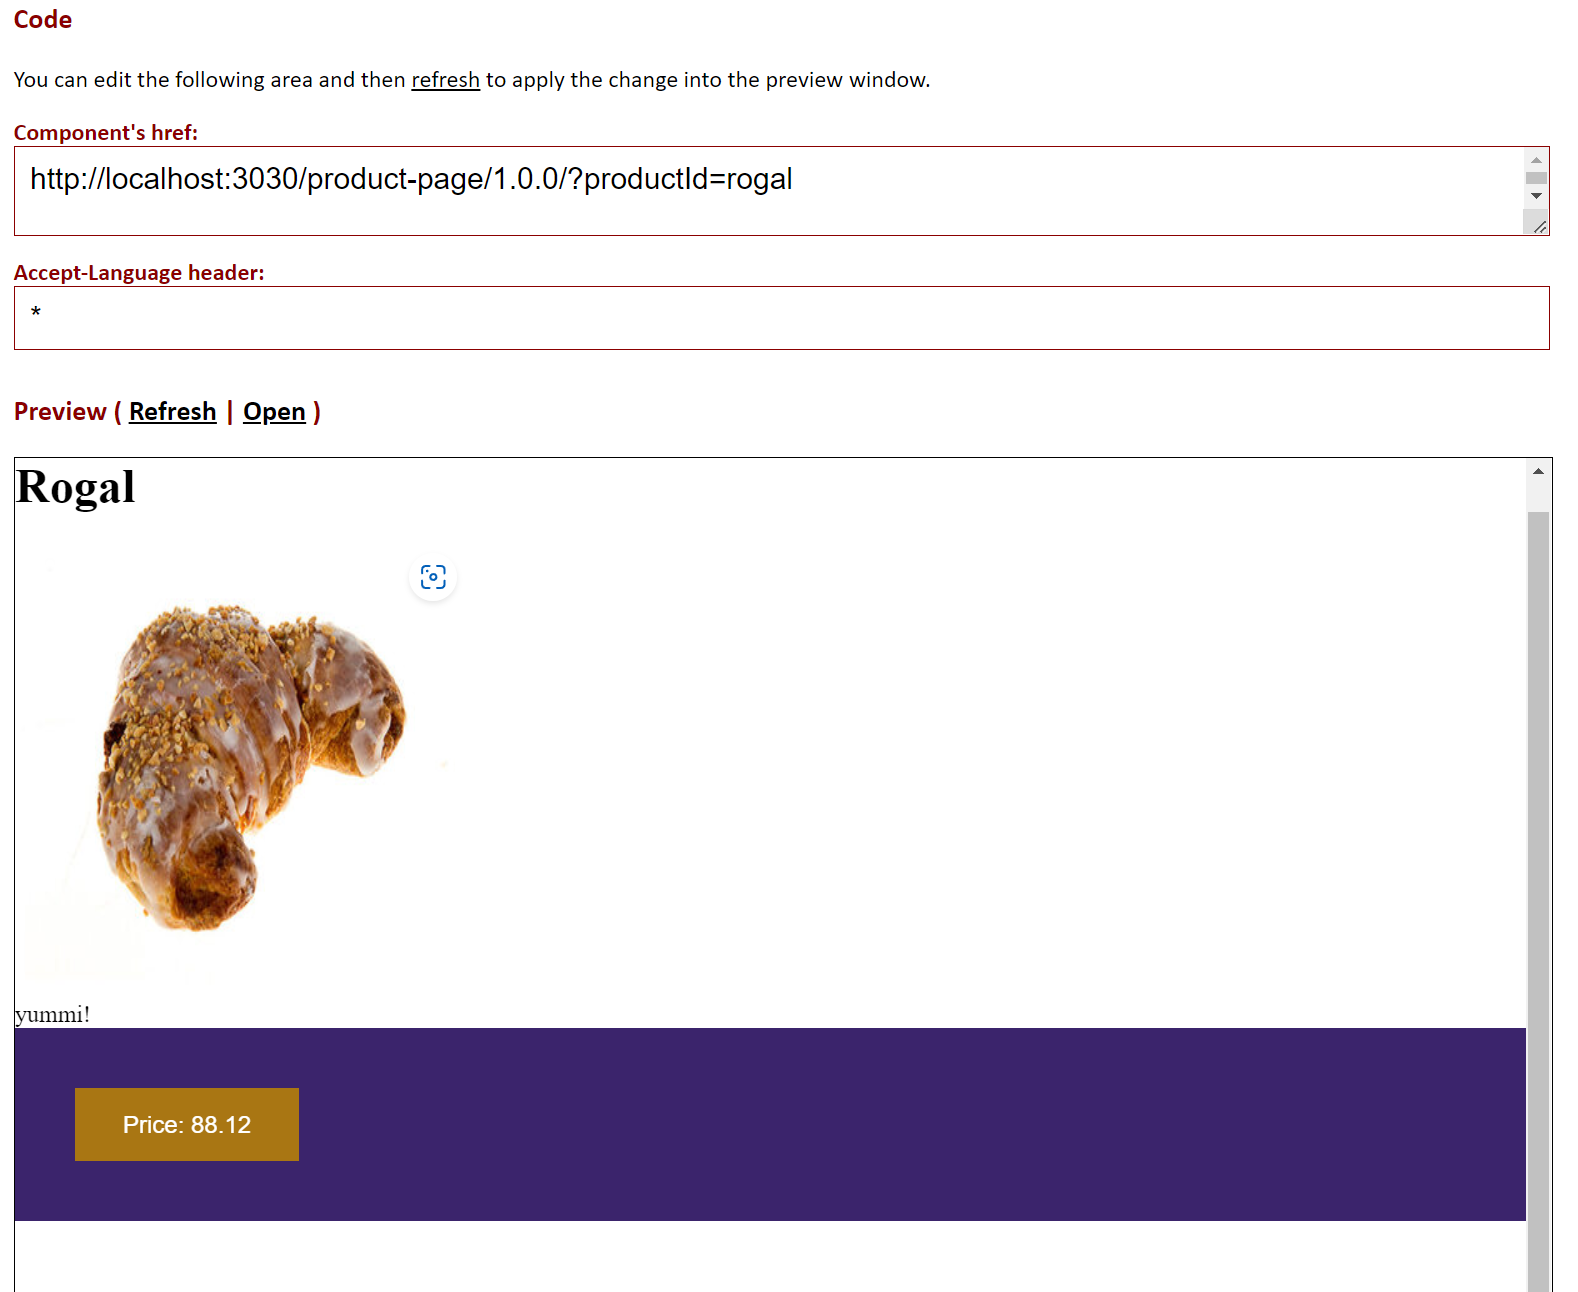 Code
You can edit the following area and then refresh to apply the change into the preview window.
Component's href:
http://localhost:3030/product-page/1.0.0/?productId=rogal
Accept-Language header:
*
Preview ( Refresh | Open )
Rogal
yummi!
Price: 88.12